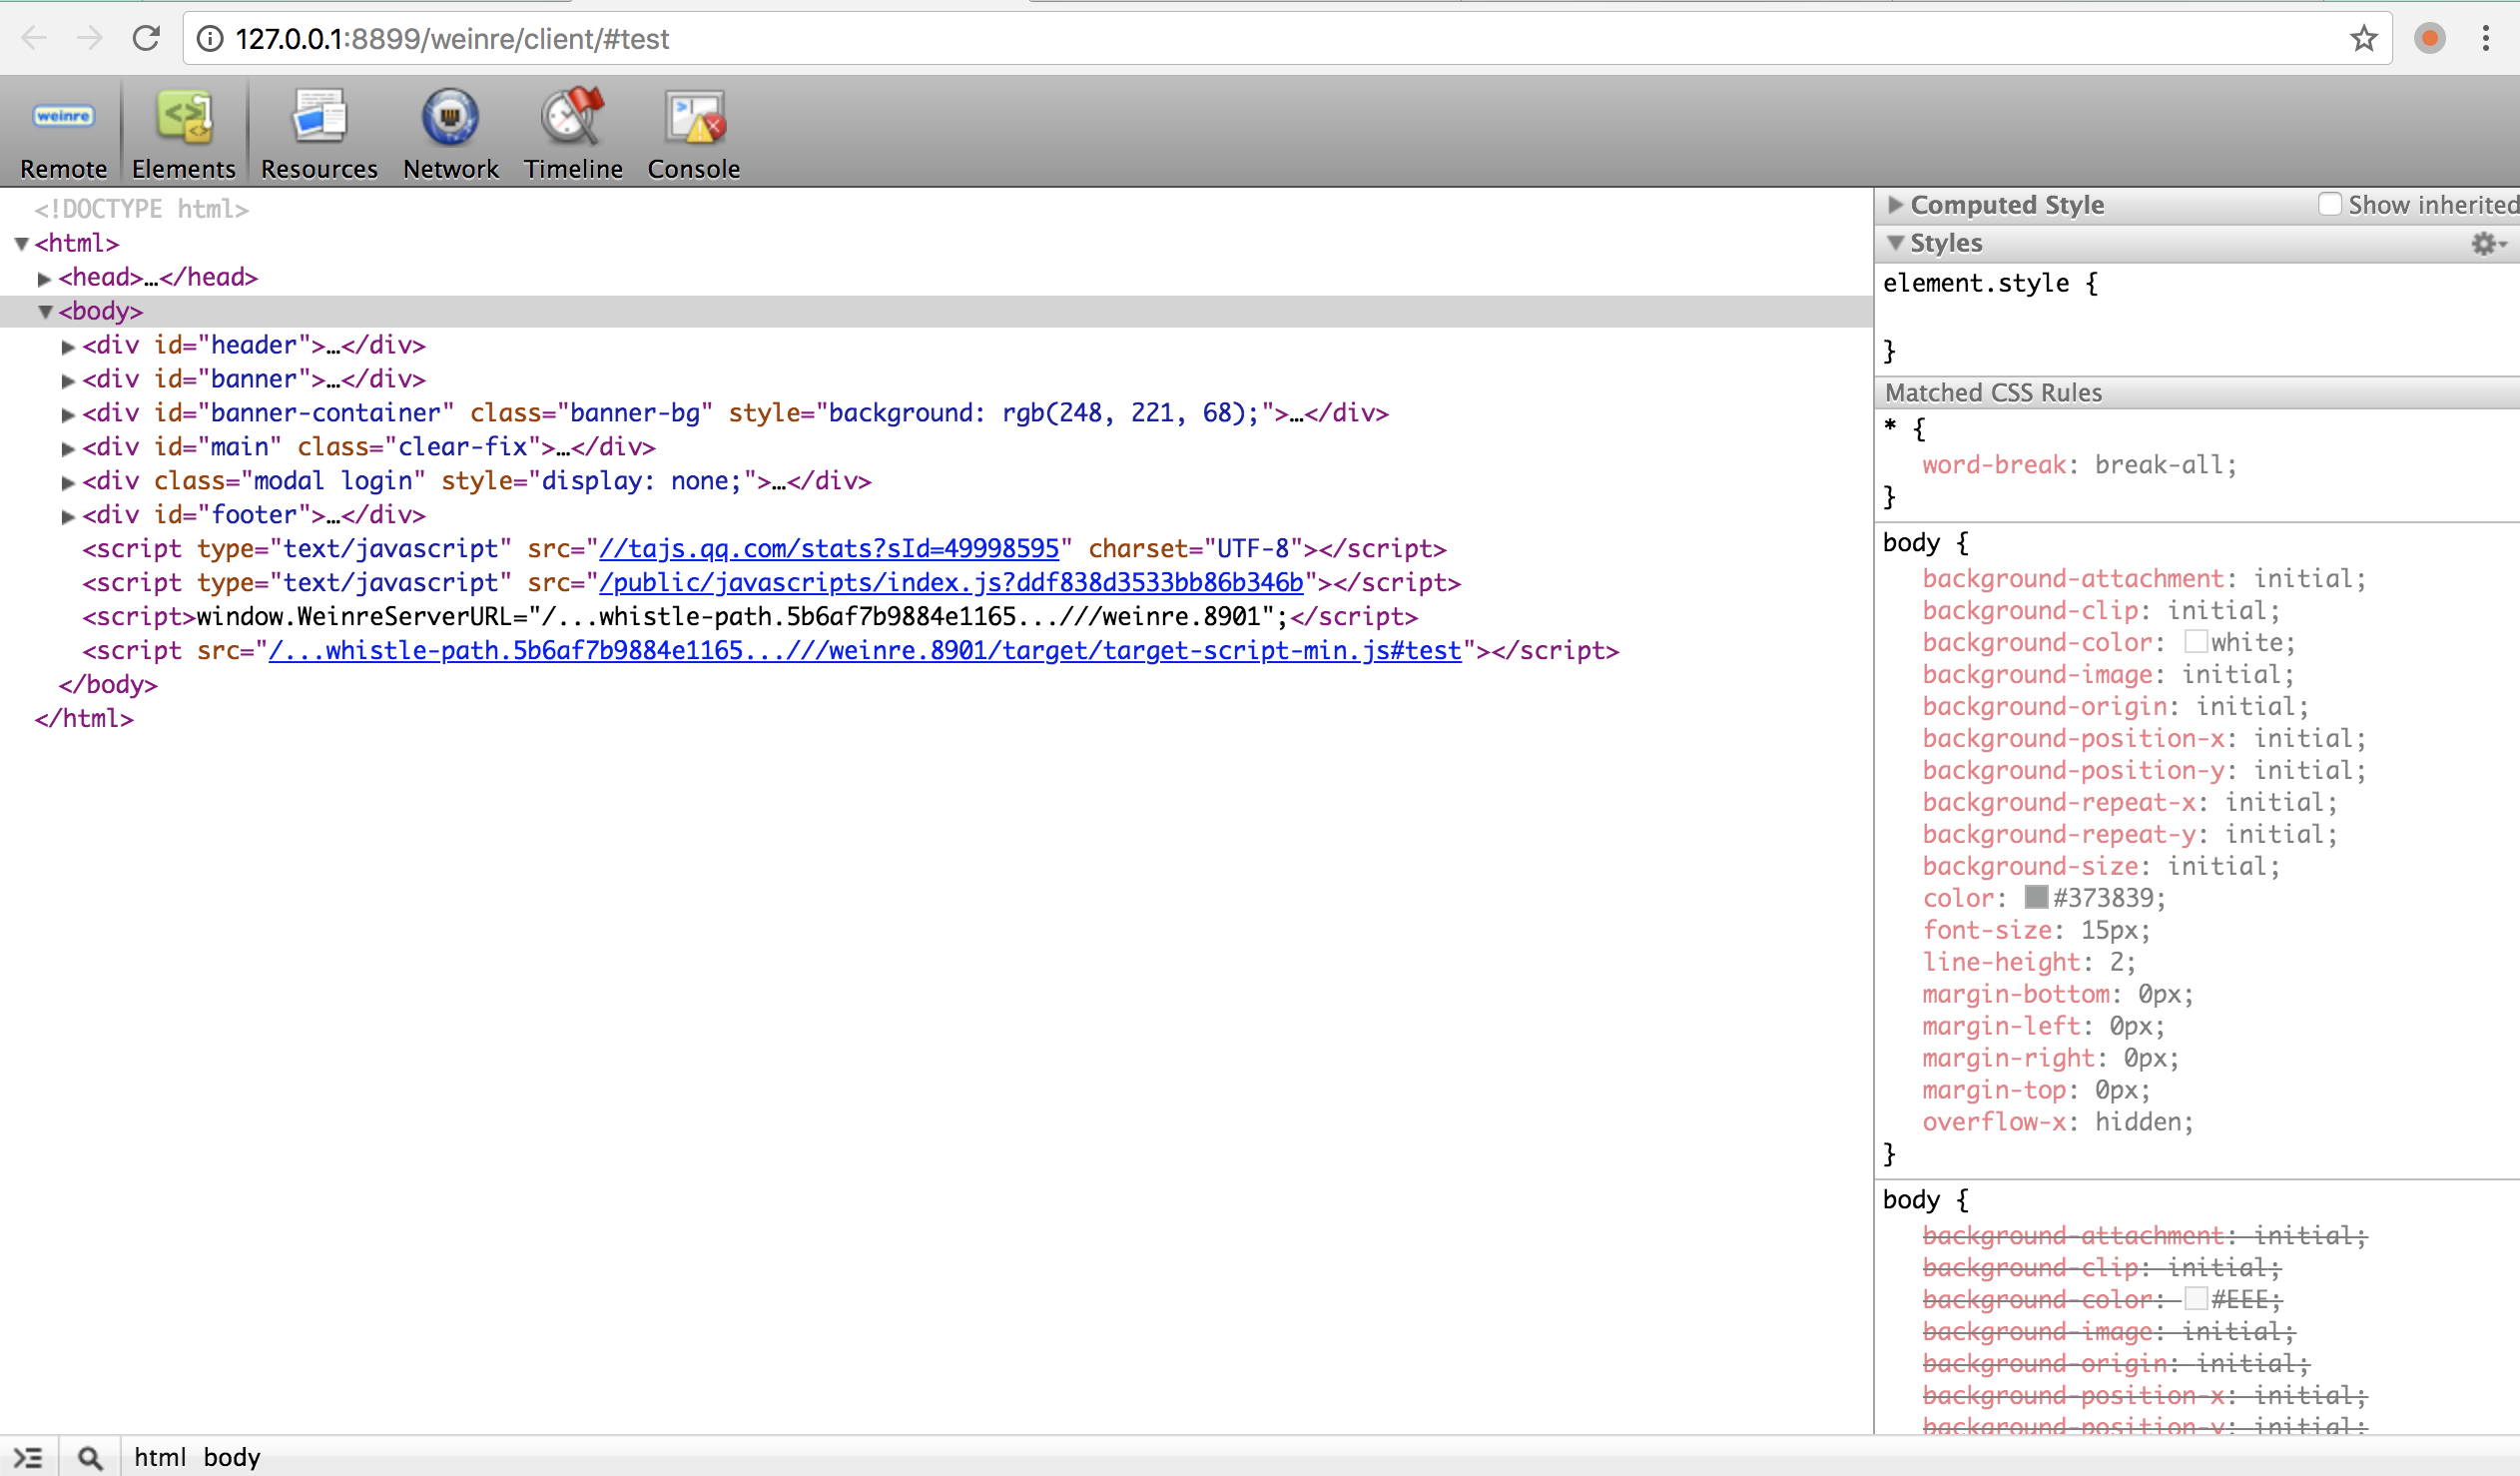 127.0.0.1:8899/weinre/client/#test
weinre
Remote Elements Resources Network Timeline Console
<!DOCTYPE html>
<html>
<head>…</head>
<body>
<div id="header">…</div>
<div id="banner">…</div>
<div id="banner-container" class="banner-bg" style="background: rgb(248, 221, 68);">…</div>
<div id="main" class="clear-fix">…</div>
<div class="modal login" style="display: none;">…</div>
<div id="footer">…</div>
<script type="text/javascript" src="//tajs.qq.com/stats?sId=49998595" charset="UTF-8"></script>
<script type="text/javascript" src="/public/javascripts/index.js?ddf838d3533bb86b346b"></script>
<script>window.WeinreServerURL="/...whistle-path.5b6af7b9884e1165...///weinre.8901";</script>
<script src="/...whistle-path.5b6af7b9884e1165...///weinre.8901/target/target-script-min.js#test"></script>
</body>
</html>
Computed Style Show inherited
Styles
element.style {
}
Matched CSS Rules
* {
word-break: break-all;
}
body {
background-attachment: initial;
background-clip: initial;
background-color: white;
background-image: initial;
background-origin: initial;
background-position-x: initial;
background-position-y: initial;
background-repeat-x: initial;
background-repeat-y: initial;
background-size: initial;
color: #373839;
font-size: 15px;
line-height: 2;
margin-bottom: 0px;
margin-left: 0px;
margin-right: 0px;
margin-top: 0px;
overflow-x: hidden;
}
body {
background-attachment: initial;
background-clip: initial;
background-color: #EEE;
background-image: initial;
background-origin: initial;
background-position-x: initial;
background-position-y: initial;
html body